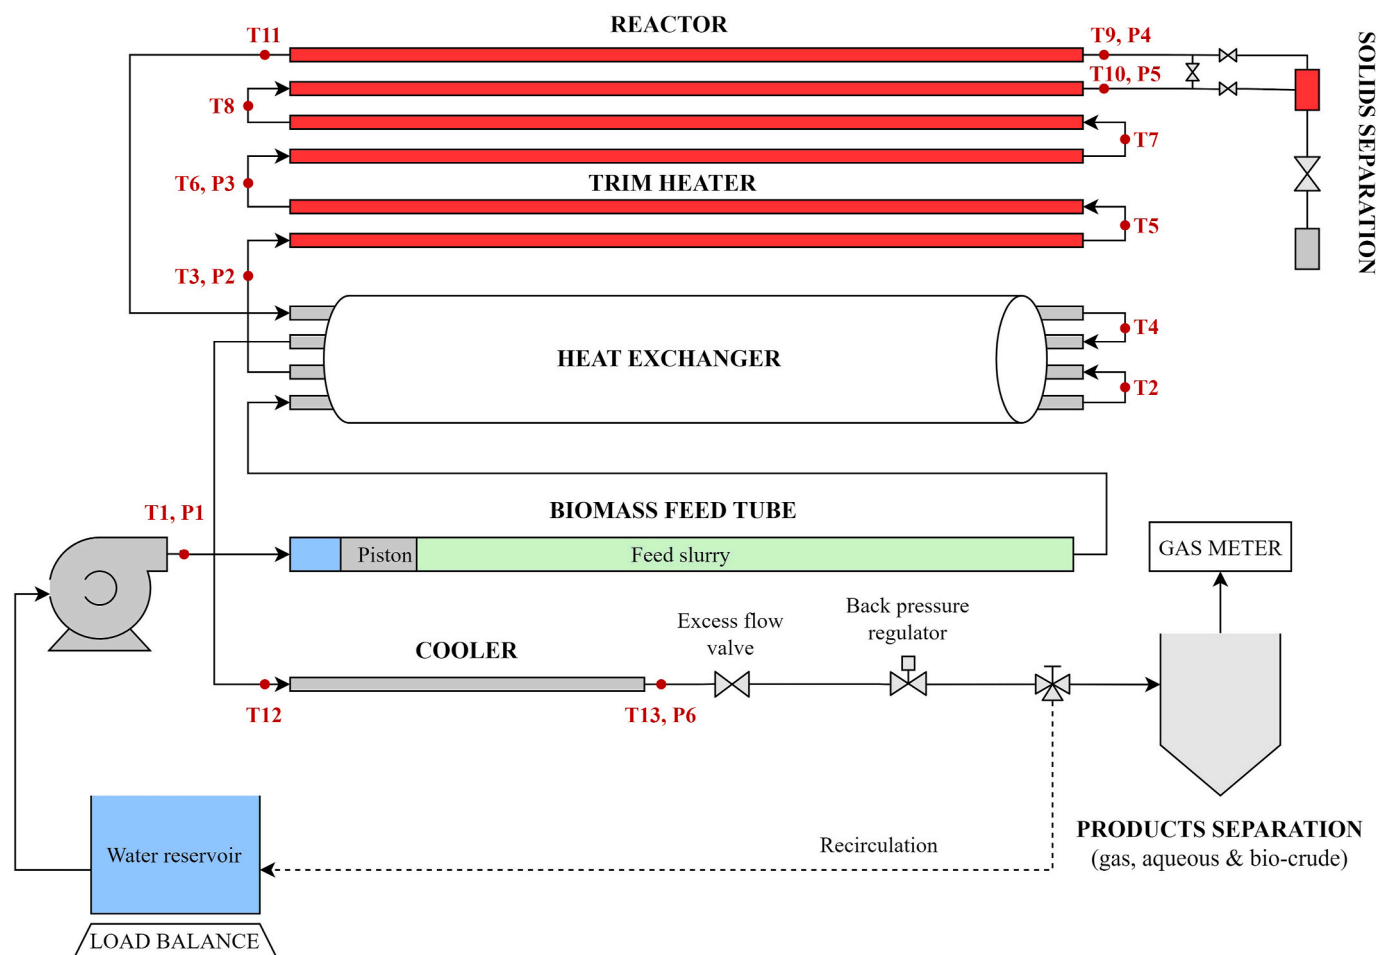 REACTOR
T11
T9, P4
T10, P5
T8
T7
T6, P3
TRIM HEATER
T5
T3, P2
SOLIDS SEPARATION
HEAT EXCHANGER
T4
T2
T1, P1
BIOMASS FEED TUBE
Piston
Feed slurry
GAS METER
Excess flow
valve
Back pressure
regulator
COOLER
T12
T13, P6
PRODUCTS SEPARATION
(gas, aqueous & bio-crude)
Recirculation
Water reservoir
LOAD BALANCE